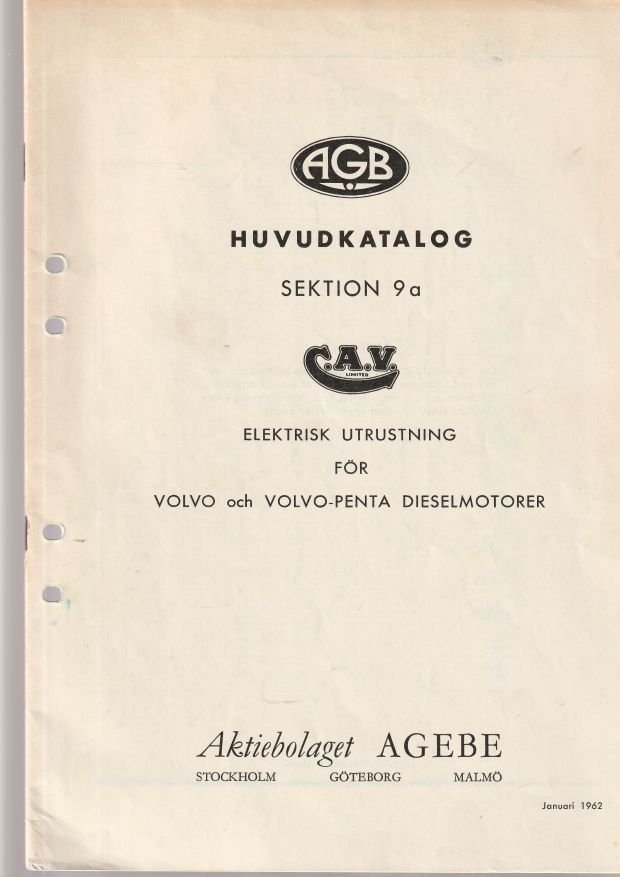 AGB
HUVUDKATALOG
SEKTION 9a
C.A.V.
LIMITED
ELEKTRISK UTRUSTNING
FÖR
VOLVO och VOLVO-PENTA DIESELMOTORER
Aktiebolaget AGEBE
STOCKHOLM GÖTEBORG MALMÖ
Januari 1962